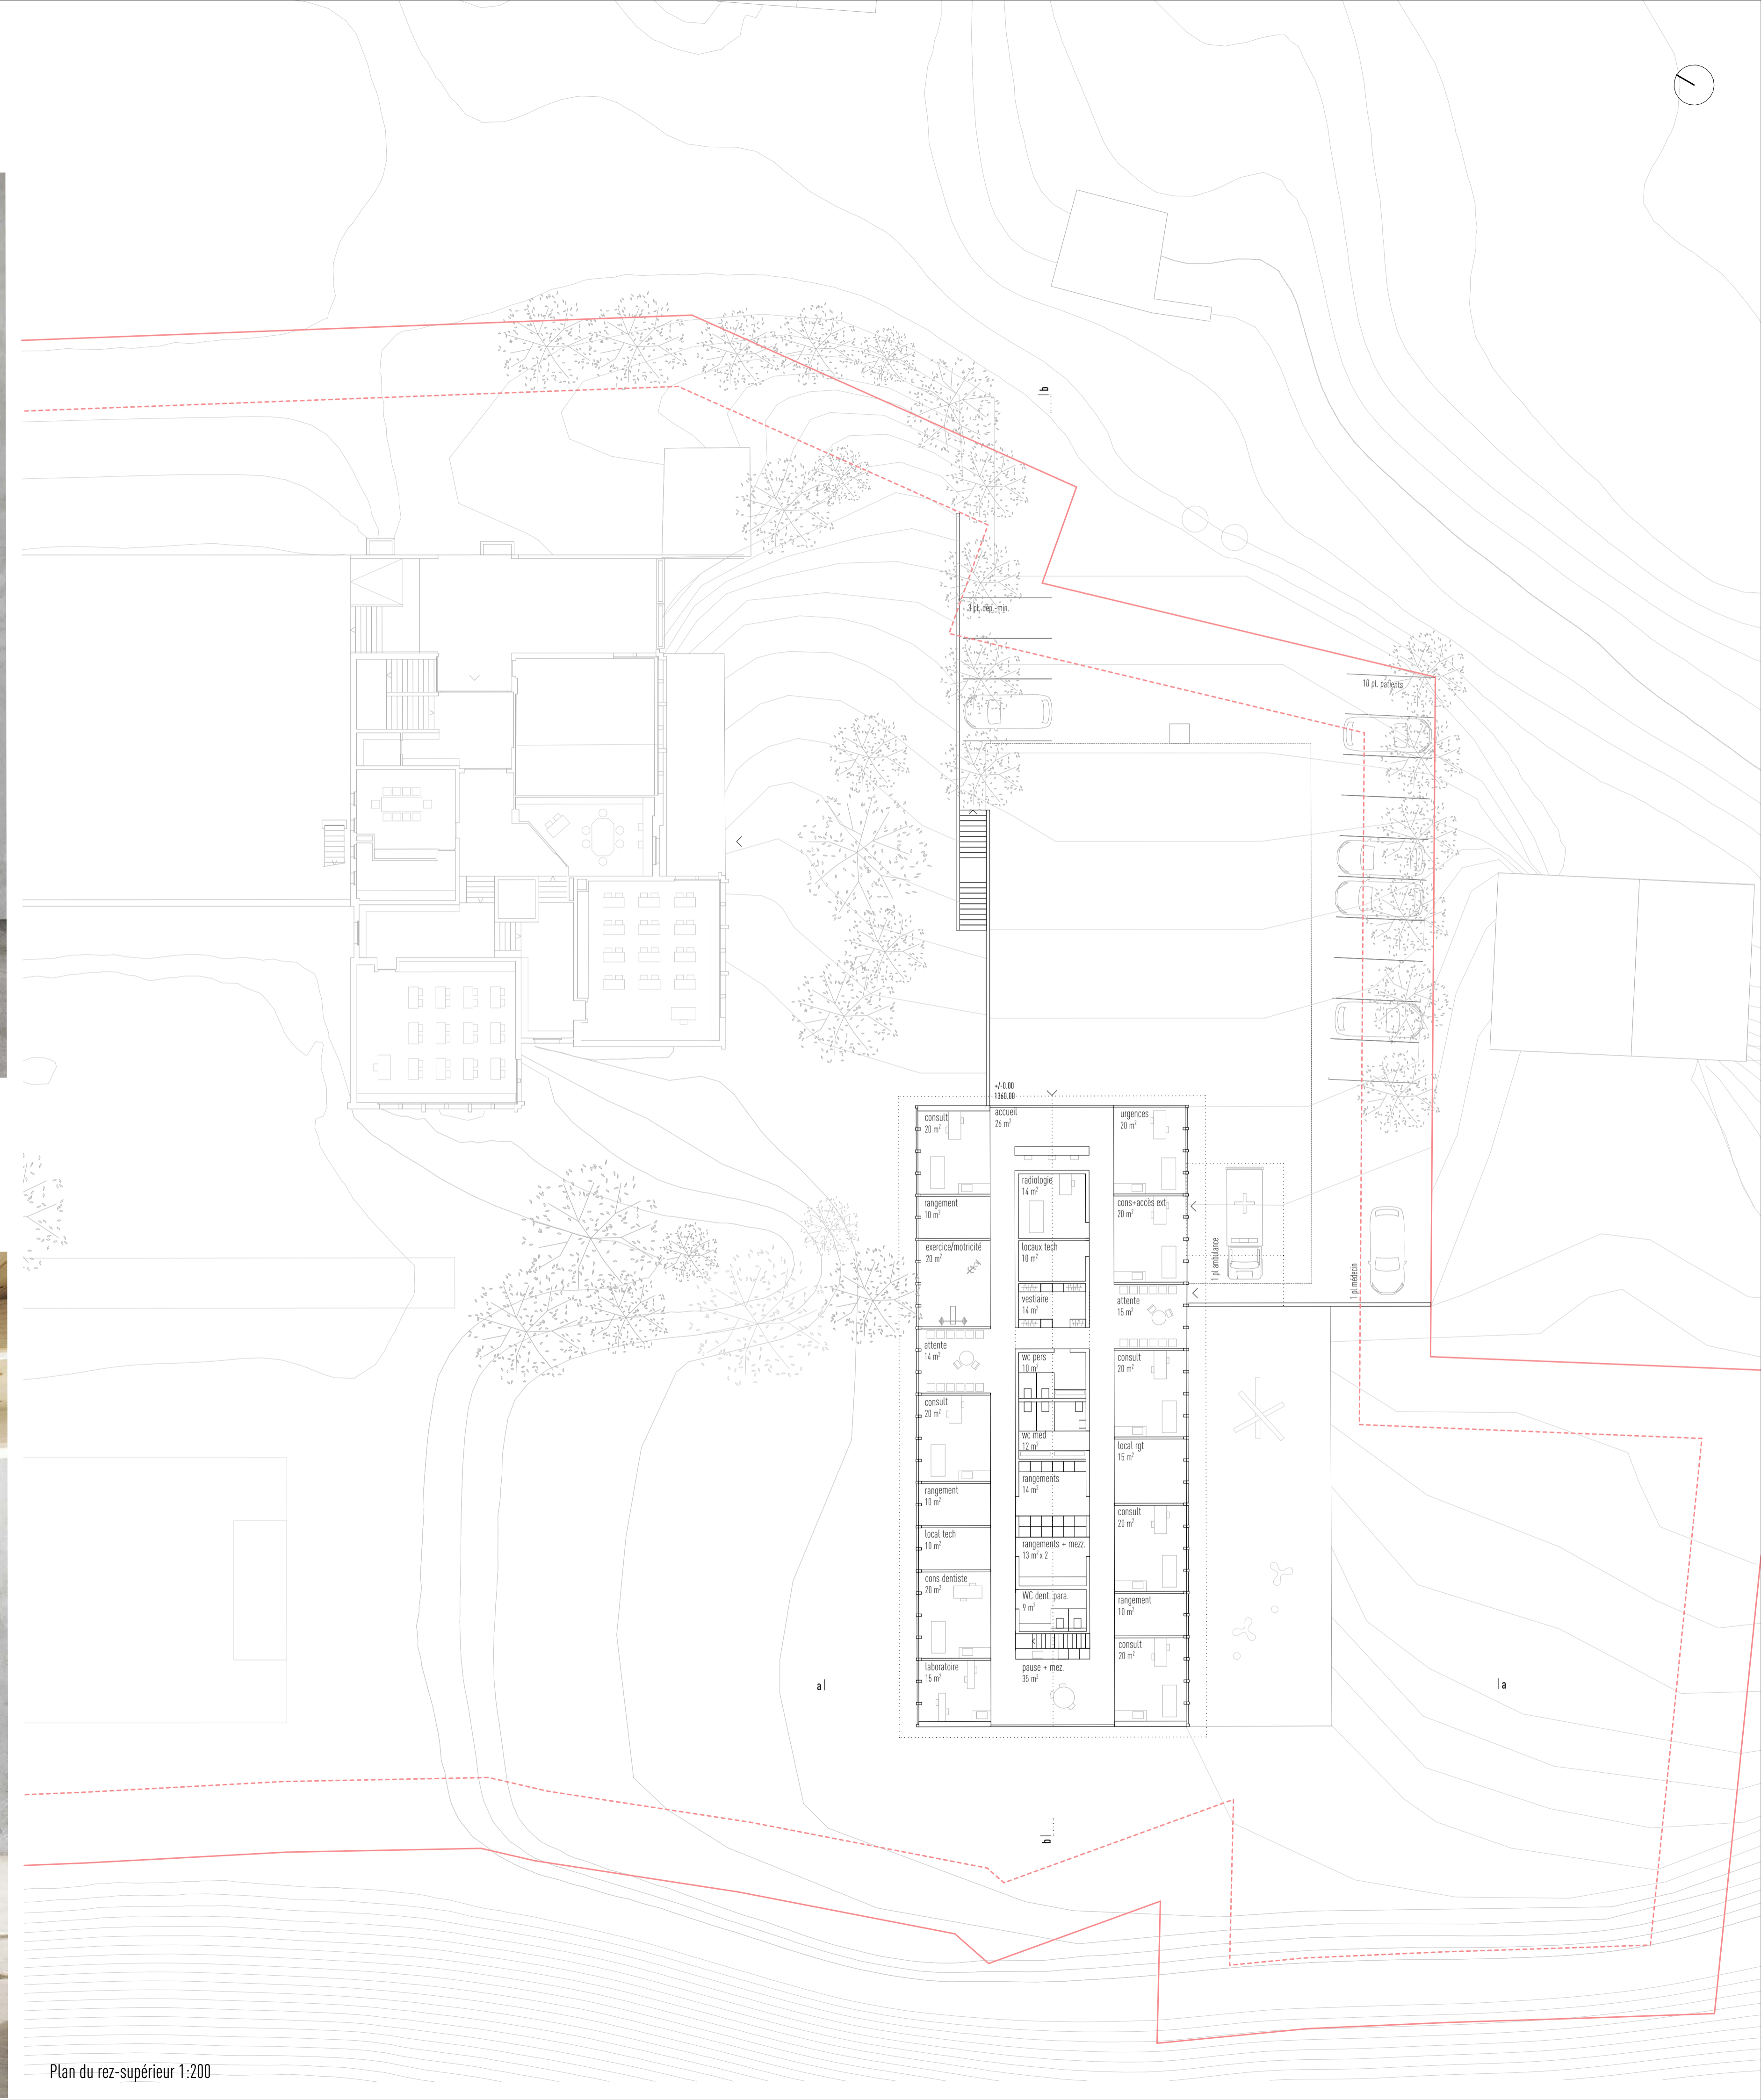 b
3 pl. dép.-min.
10 pl. patients
+/-0.00
1360.00
consult
20 m²
accueil
26 m²
urgences
20 m²
radiologie
14 m²
rangement
10 m²
cons+accès ext
20 m²
exercice/motricité
20 m²
locaux tech
10 m²
1 pl ambulance
1 pl. médecin
vestiaire
14 m²
attente
15 m²
attente
14 m²
wc pers
10 m²
consult
20 m²
consult
20 m²
wc med
12 m²
local rgt
15 m²
rangements
14 m²
rangement
10 m²
consult
20 m²
local tech
10 m²
rangements + mezz.
13 m² x 2
cons dentiste
20 m²
WC dent. para.
9 m²
rangement
10 m²
consult
20 m²
laboratoire
15 m²
pause + mez.
35 m²
a
a
b
Plan du rez-supérieur 1:200